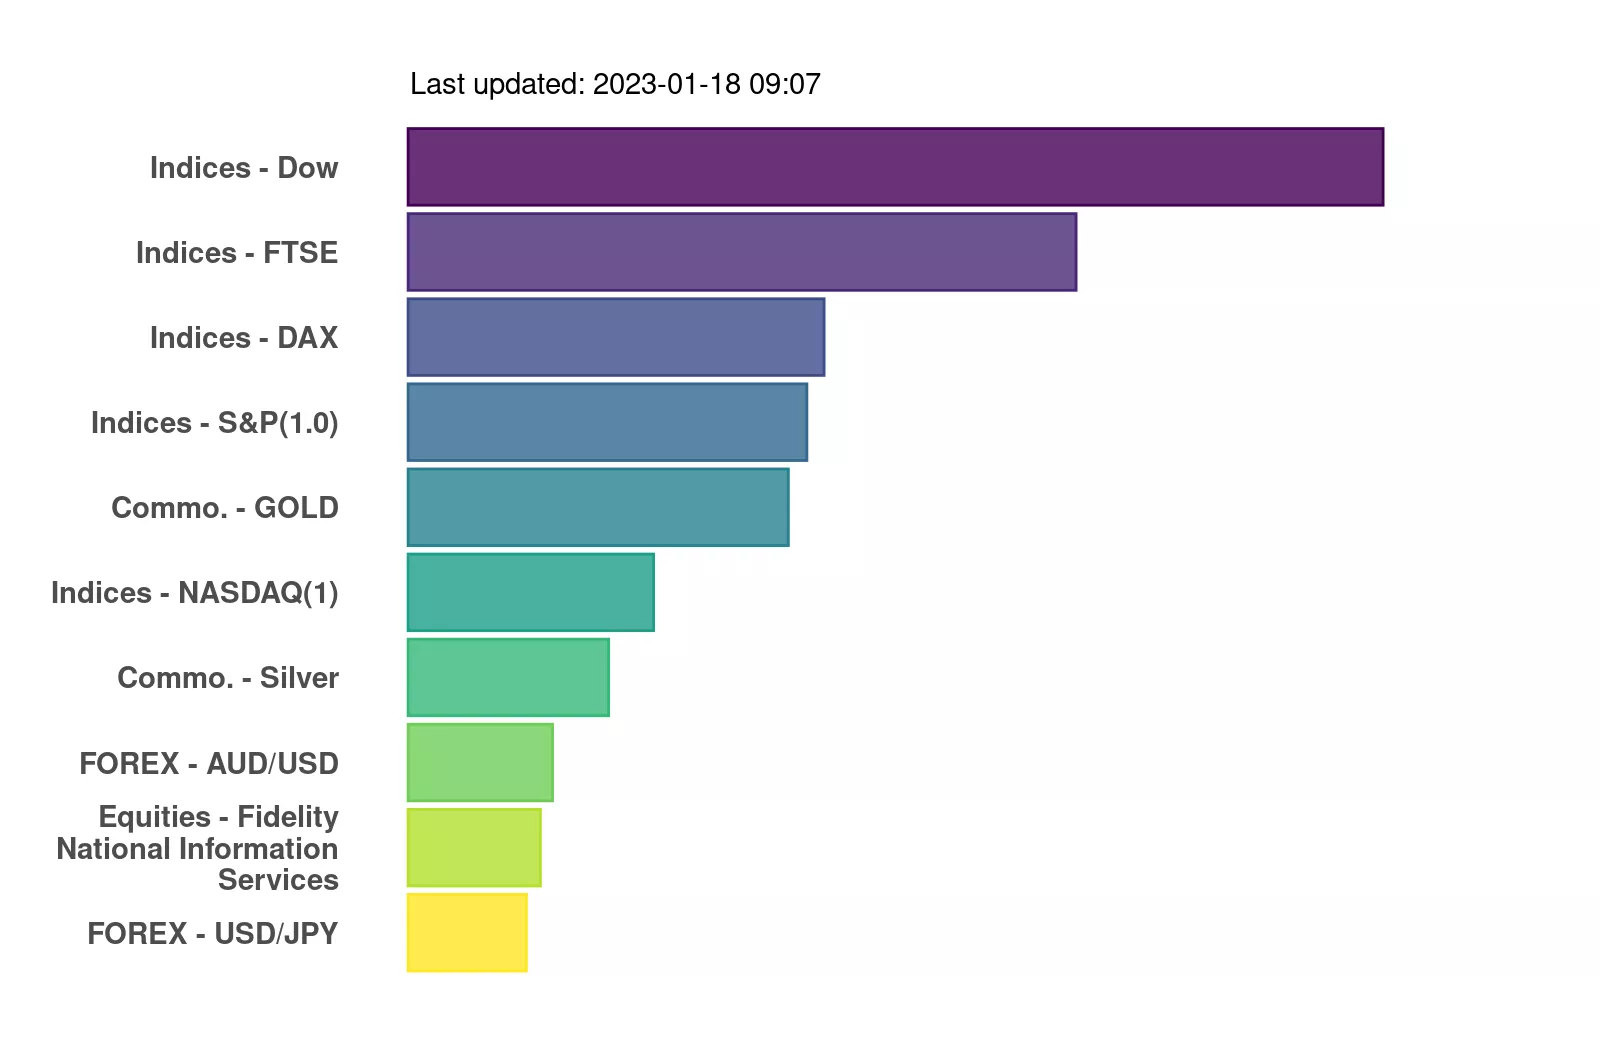 Last updated: 2023-01-18 09:07
Indices - Dow
Indices - FTSE
Indices - DAX
Indices - S&P(1.0)
Commo. - GOLD
Indices - NASDAQ(1)
Commo. - Silver
FOREX - AUD/USD
Equities - Fidelity
National Information
Services
FOREX - USD/JPY